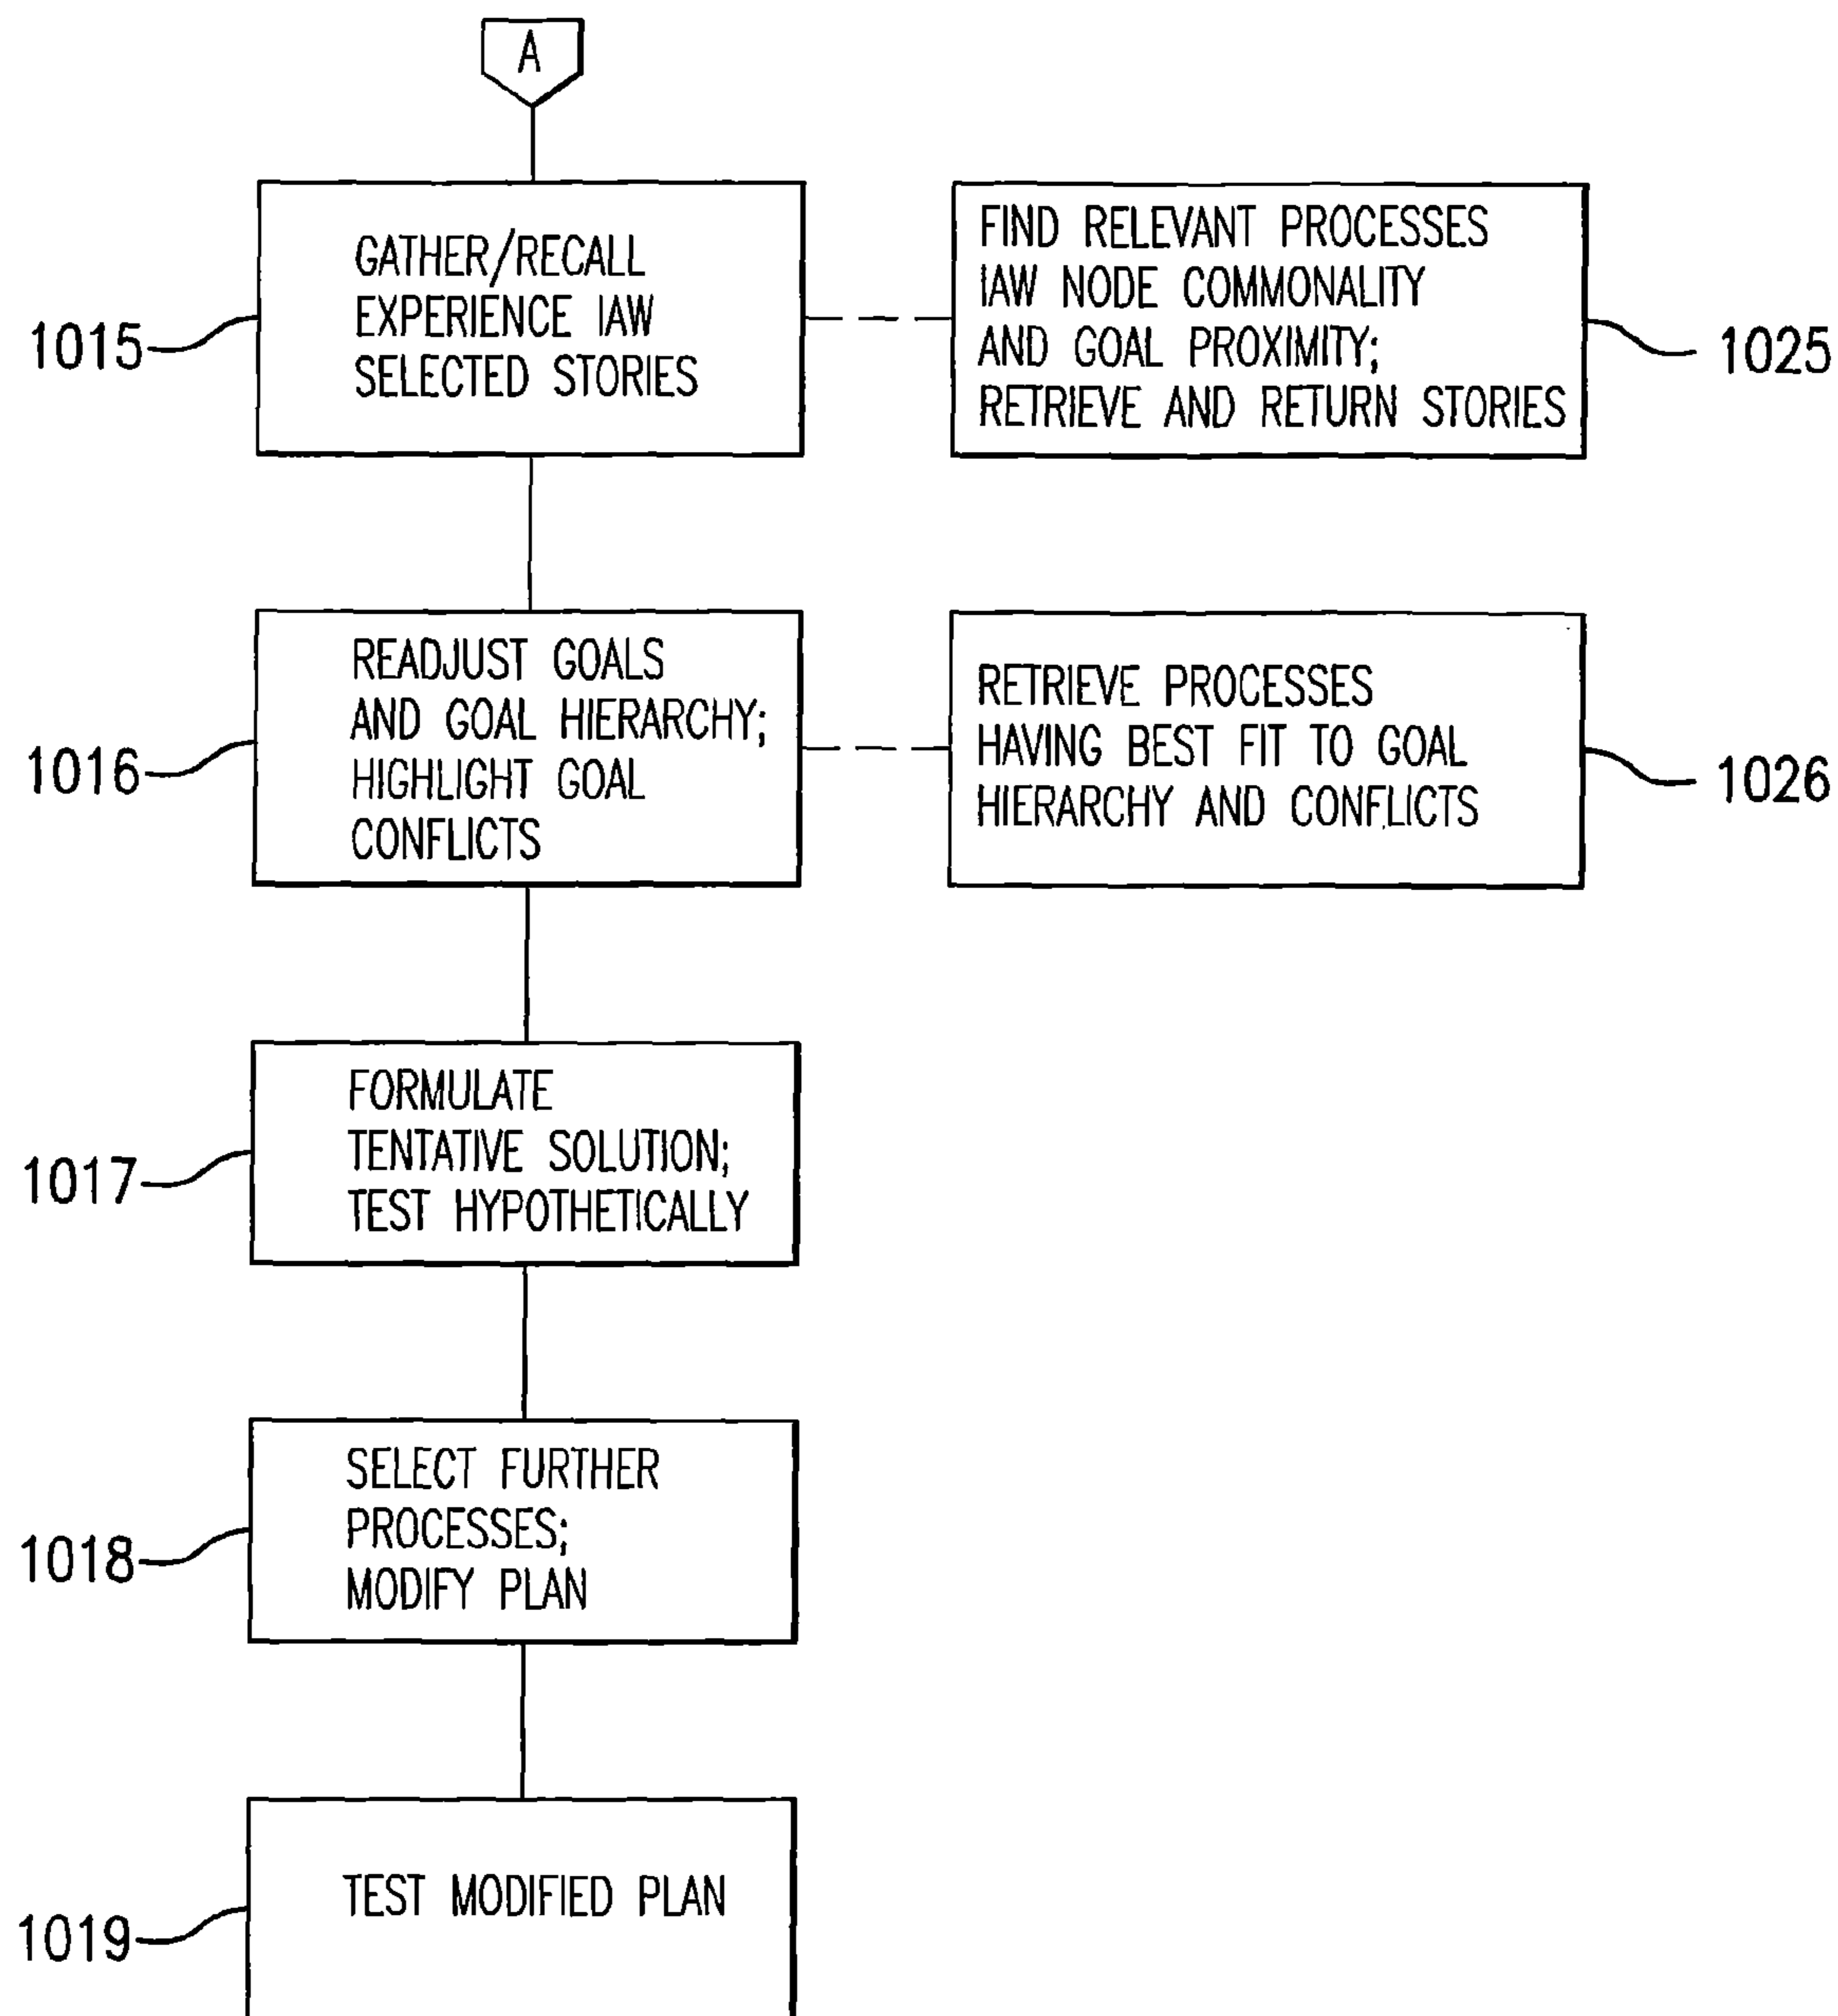 A
GATHER/RECALL
EXPERIENCE IAW
SELECTED STORIES
1015
FIND RELEVANT PROCESSES
IAW NODE COMMONALITY
AND GOAL PROXIMITY;
RETRIEVE AND RETURN STORIES
1025
READJUST GOALS
AND GOAL HIERARCHY;
HIGHLIGHT GOAL
CONFLICTS
1016
RETRIEVE PROCESSES
HAVING BEST FIT TO GOAL
HIERARCHY AND CONFLICTS
1026
FORMULATE
TENTATIVE SOLUTION;
TEST HYPOTHETICALLY
1017
SELECT FURTHER
PROCESSES;
MODIFY PLAN
1018
TEST MODIFIED PLAN
1019